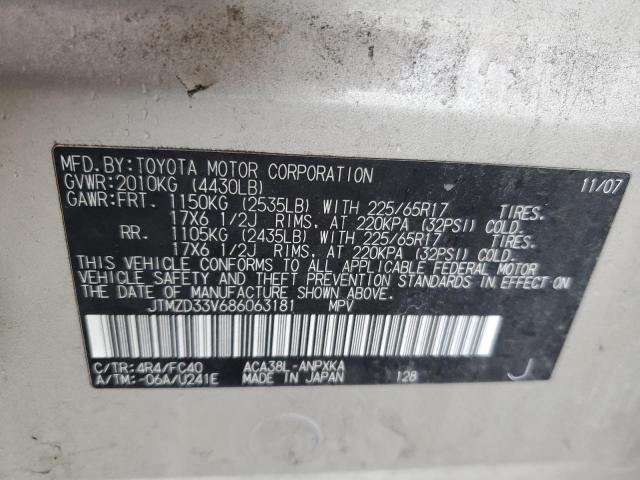 MFD.BY:TOYOTA MOTOR CORPORATION 11/07
GVWR:2010KG (4430LB)
GAWR:FRT. 1150KG (2535LB) WITH 225/65R17 TIRES.
17X6 1/2J RIMS, AT 220KPA (32PSI) COLD.
RR. 1105KG (2435LB) WITH 225/65R17 TIRES.
17X6 1/2J RIMS, AT 220KPA (32PSI) COLD.
THIS VEHICLE CONFORMS TO ALL APPLICABLE FEDERAL MOTOR
VEHICLE SAFETY AND THEFT PREVENTION STANDARDS IN EFFECT
ON THE DATE OF MANUFACTURE SHOWN ABOVE.
JTMZD33V686063181 MPV
C/TR:4R4/FC40 ACA38L-ANPXKA
A/TM:-06A/U241E MADE IN JAPAN 128 J